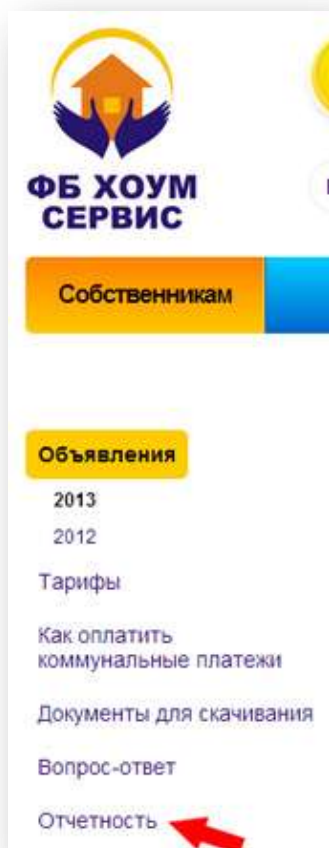 ФБ ХОУМ
СЕРВИС
Собственникам
Объявления
2013
2012
Тарифы
Как оплатить
коммунальные платежи
Документы для скачивания
Вопрос-ответ
Отчетность